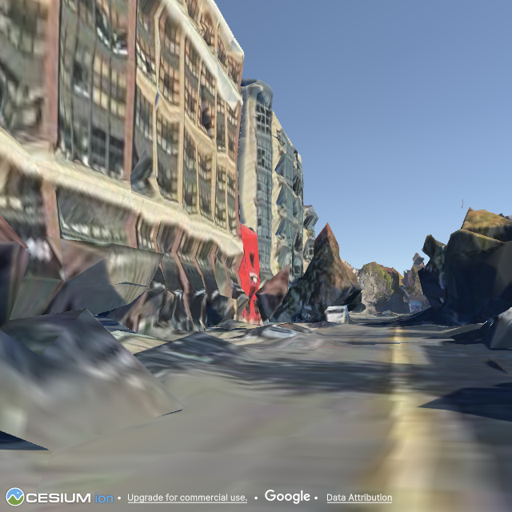 CESIUM ion • Upgrade for commercial use. • Google • Data Attribution